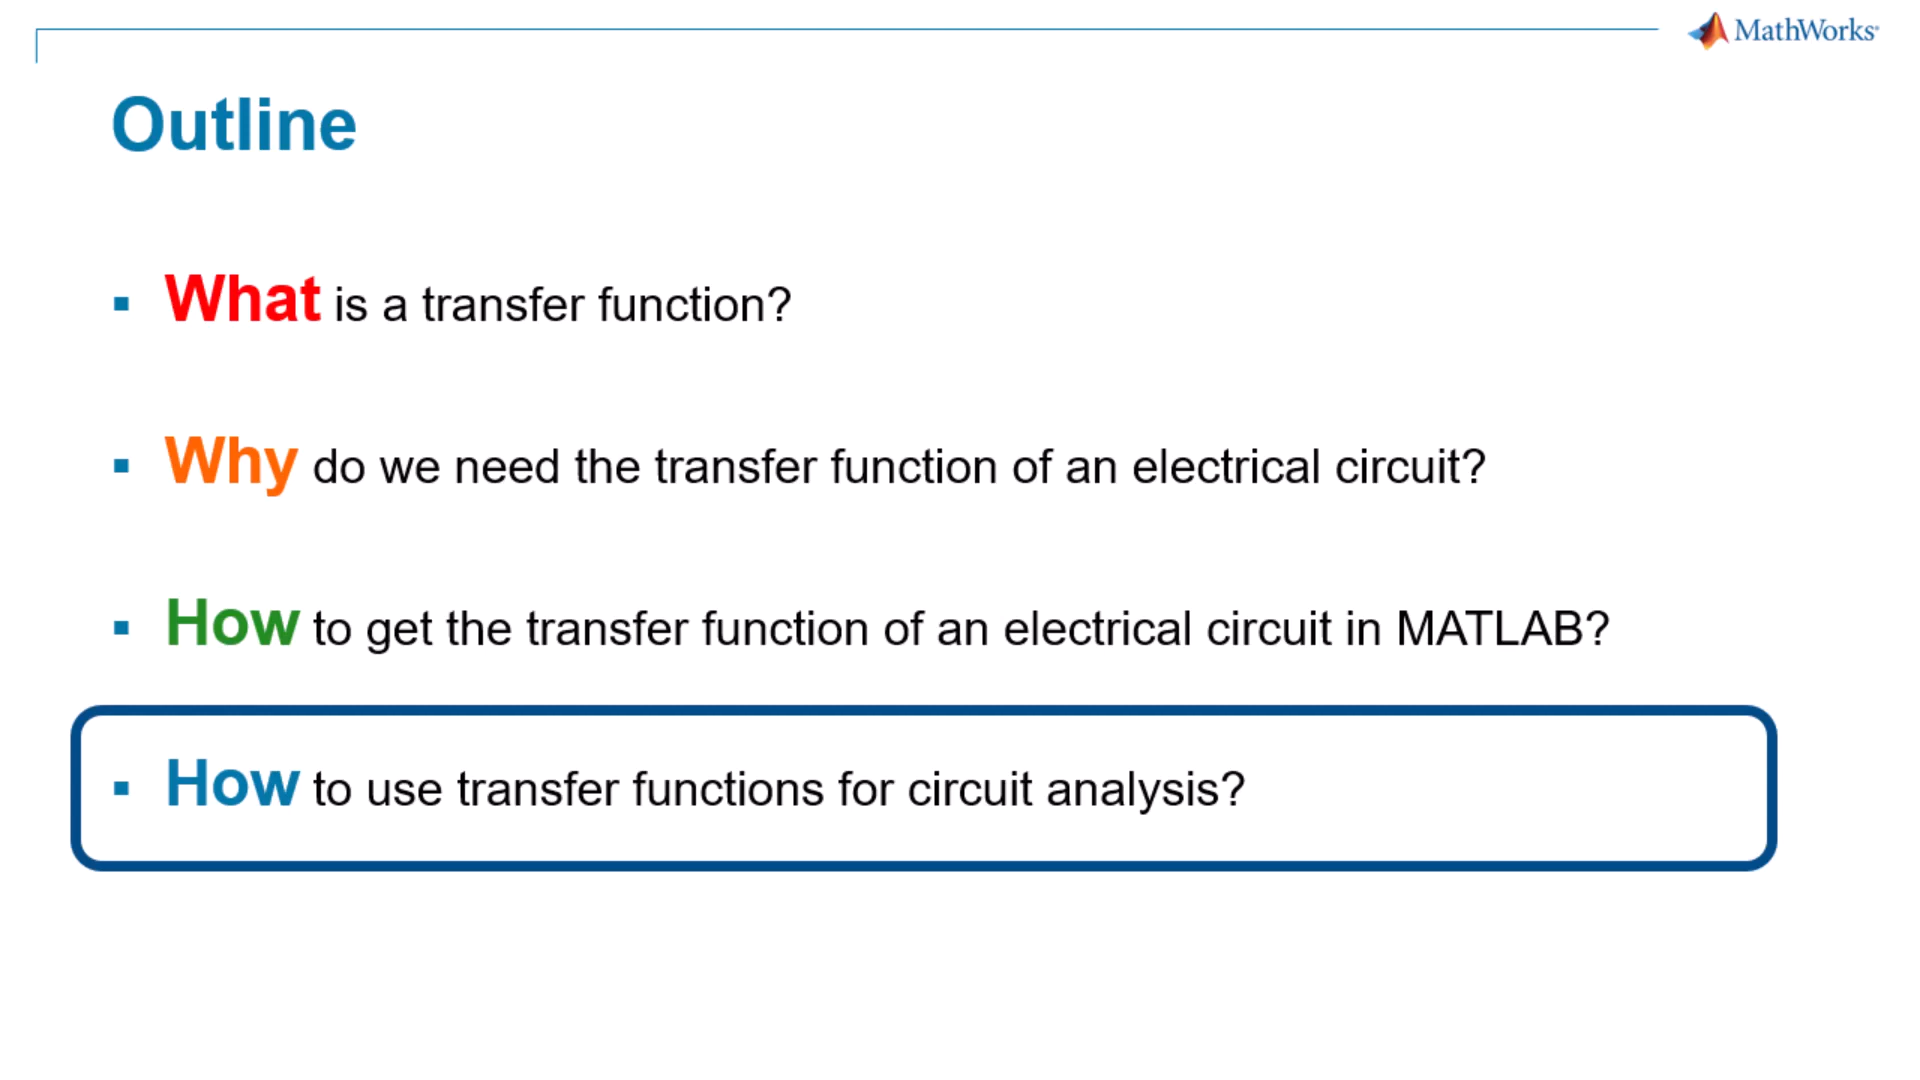 MathWorks®
Outline
▪ What is a transfer function?
▪ Why do we need the transfer function of an electrical circuit?
▪ How to get the transfer function of an electrical circuit in MATLAB?
▪ How to use transfer functions for circuit analysis?